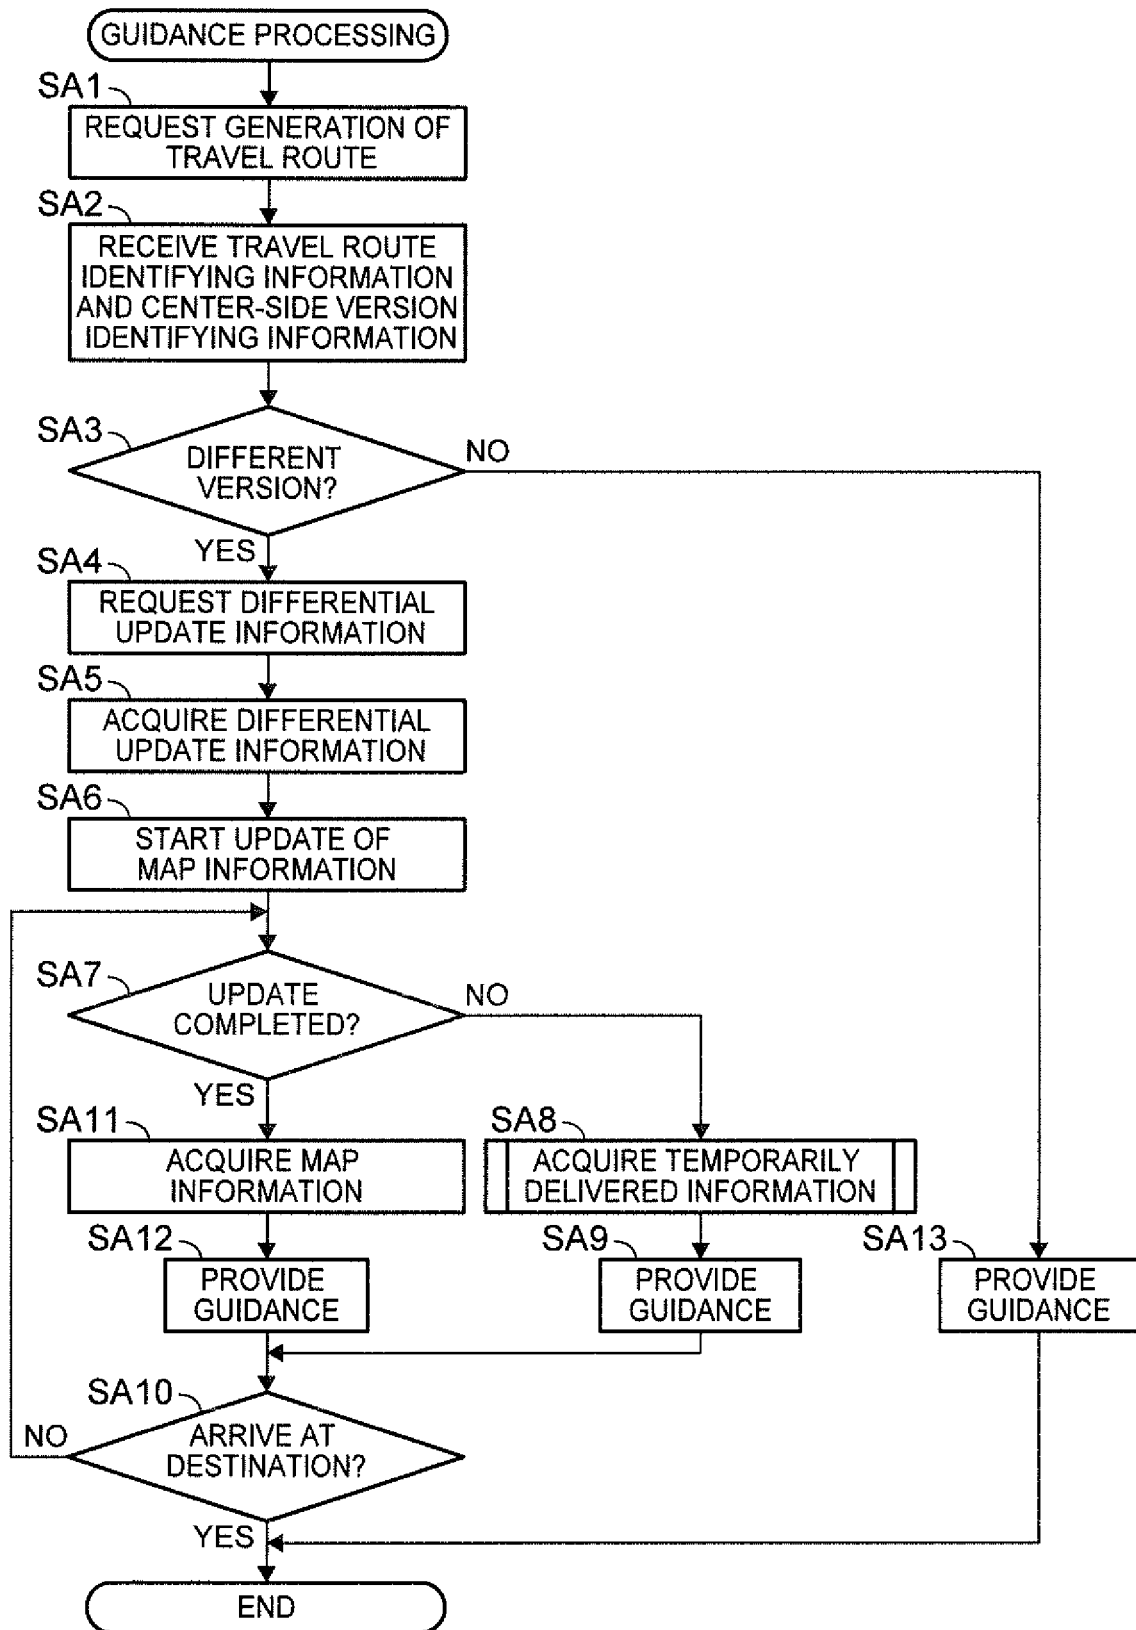 GUIDANCE PROCESSING
SA1
REQUEST GENERATION OF
TRAVEL ROUTE
SA2
RECEIVE TRAVEL ROUTE
IDENTIFYING INFORMATION
AND CENTER-SIDE VERSION
IDENTIFYING INFORMATION
SA3
DIFFERENT
VERSION?
NO
YES
SA4
REQUEST DIFFERENTIAL
UPDATE INFORMATION
SA5
ACQUIRE DIFFERENTIAL
UPDATE INFORMATION
SA6
START UPDATE OF
MAP INFORMATION
SA7
UPDATE
COMPLETED?
NO
YES
SA11
ACQUIRE MAP
INFORMATION
SA8
ACQUIRE TEMPORARILY
DELIVERED INFORMATION
SA12
PROVIDE
GUIDANCE
SA9
PROVIDE
GUIDANCE
SA13
PROVIDE
GUIDANCE
SA10
ARRIVE AT
DESTINATION?
NO
YES
END